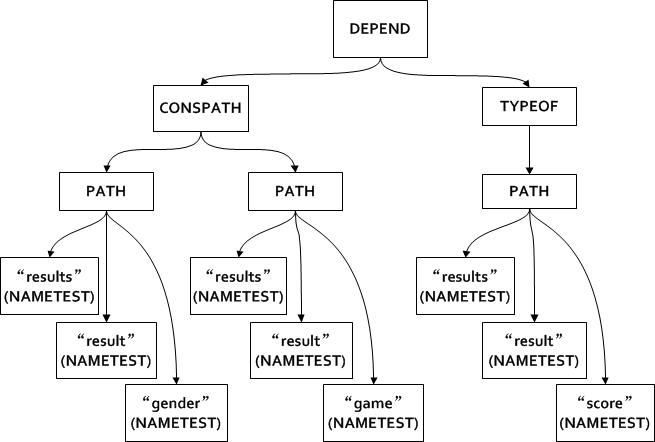 DEPEND
CONSPATH
TYPEOF
PATH
PATH
PATH
“results”
(NAMETEST)
“results”
(NAMETEST)
“results”
(NAMETEST)
“result”
(NAMETEST)
“result”
(NAMETEST)
“result”
(NAMETEST)
“gender”
(NAMETEST)
“game”
(NAMETEST)
“score”
(NAMETEST)